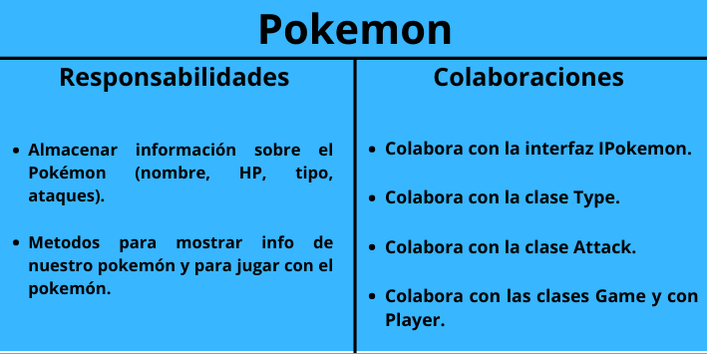 Pokemon
Responsabilidades
• Almacenar información sobre el
Pokémon (nombre, HP, tipo,
ataques).
• Metodos para mostrar info de
nuestro pokemón y para jugar con el
pokemón.
Colaboraciones
• Colabora con la interfaz IPokemon.
• Colabora con la clase Type.
• Colabora con la clase Attack.
• Colabora con las clases Game y con
Player.